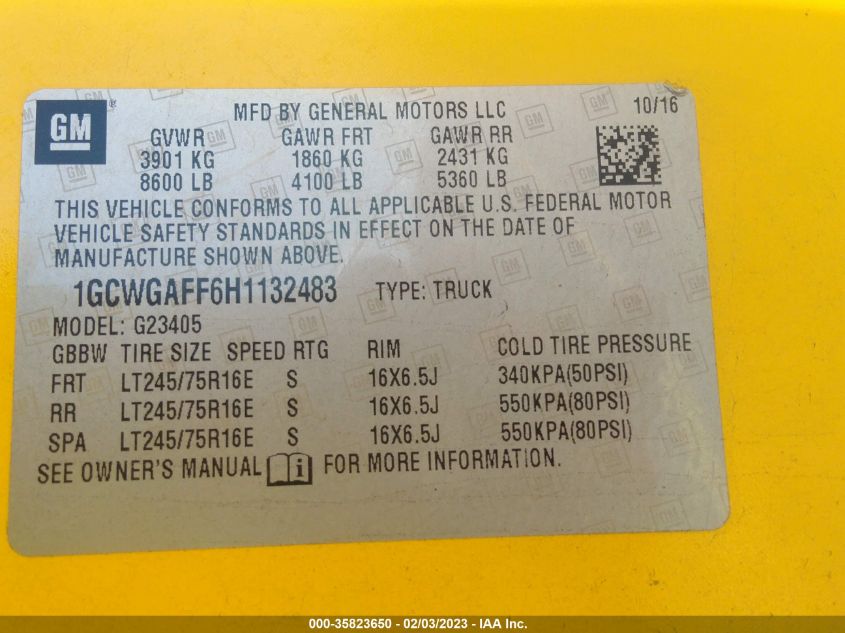 GM ® MFD BY GENERAL MOTORS LLC 10/16
GVWR GAWR FRT GAWR RR
3901 KG 1860 KG 2431 KG
8600 LB 4100 LB 5360 LB
THIS VEHICLE CONFORMS TO ALL APPLICABLE U.S. FEDERAL MOTOR
VEHICLE SAFETY STANDARDS IN EFFECT ON THE DATE OF
MANUFACTURE SHOWN ABOVE.
1GCWGAFF6H1132483 TYPE: TRUCK
MODEL: G23405
GBBW TIRE SIZE SPEED RTG RIM COLD TIRE PRESSURE
FRT LT245/75R16E S 16X6.5J 340KPA(50PSI)
RR LT245/75R16E S 16X6.5J 550KPA(80PSI)
SPA LT245/75R16E S 16X6.5J 550KPA(80PSI)
SEE OWNER'S MANUAL i FOR MORE INFORMATION.
000-35823650 - 02/03/2023 - IAA Inc.